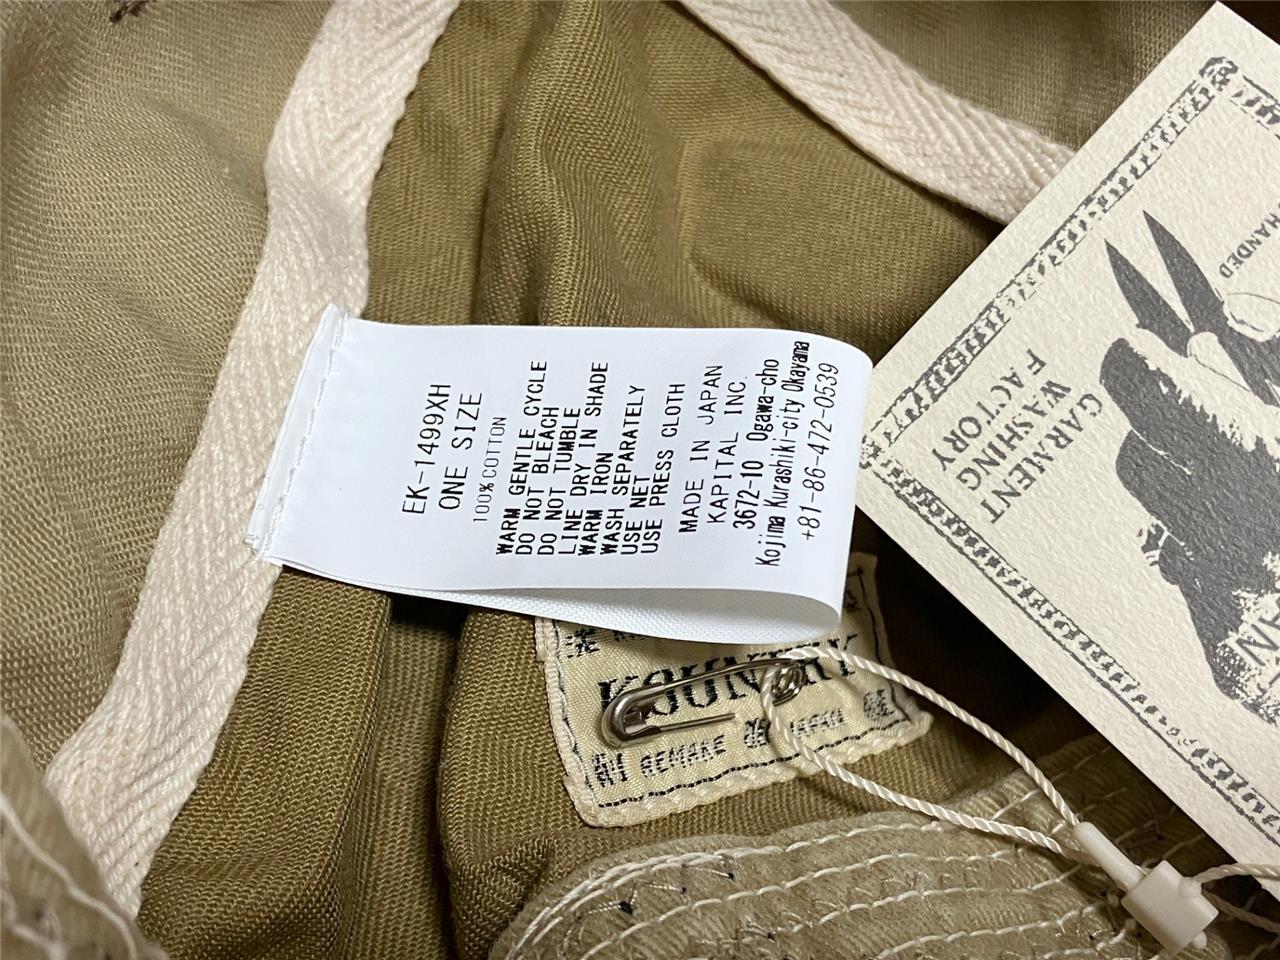 EK-1499XH
ONE SIZE
100%COTTON
WARM GENTLE CYCLE
DO NOT BLEACH
DO NOT TUMBLE
LINE DRY IN SHADE
WARM IRON
WASH SEPARATELY
USE NET
USE PRESS CLOTH
MADE IN JAPAN
KAPITAL INC.
3672-10 Ogawa-cho
Kojima Kurashiki-city Okayama
+81-86-472-0539
KOUNTRY
REMAKE
JAPAN
HANDED
GARMENT
WASHING
FACTORY